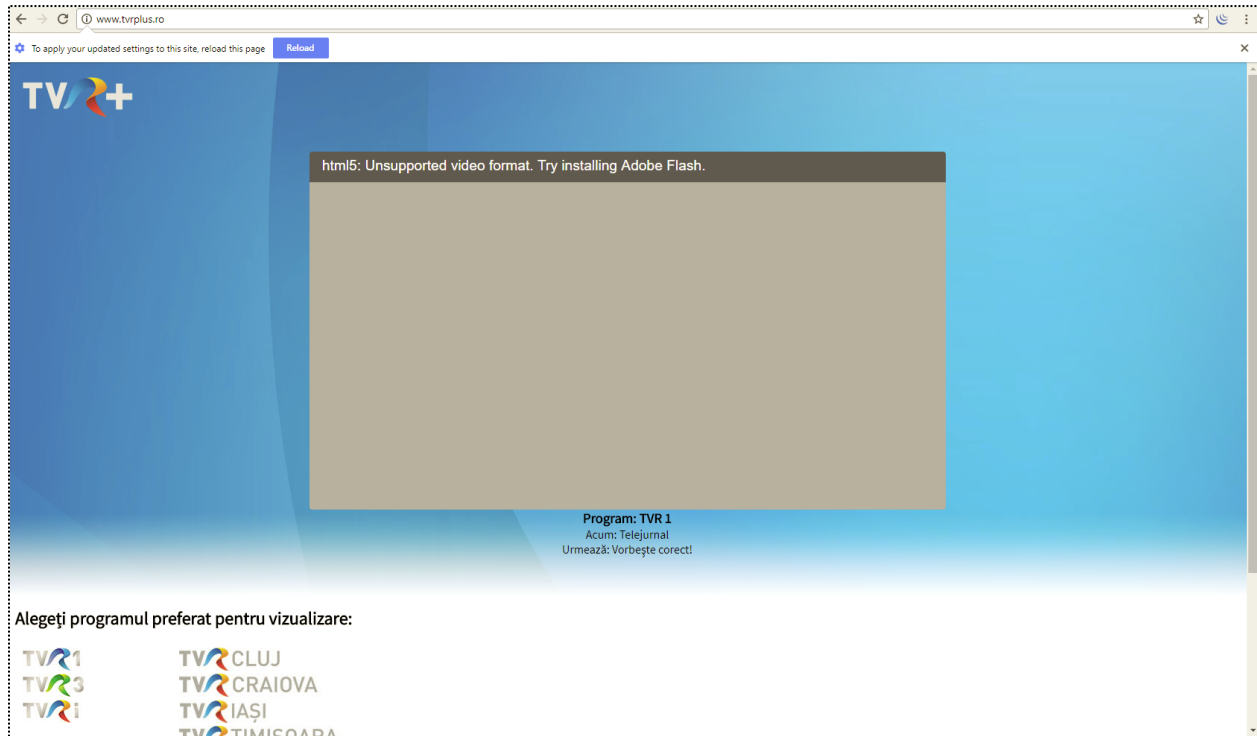 www.tvrplus.ro
To apply your updated settings to this site, reload this page Reload
TVR+
html5: Unsupported video format. Try installing Adobe Flash.
Program: TVR 1
Acum: Telejurnal
Urmează: Vorbește corect!
Alegeți programul preferat pentru vizualizare:
TVR1 TVR CLUJ
TVR3 TVR CRAIOVA
TVRi TVR IAȘI
TVR TIMISOARA